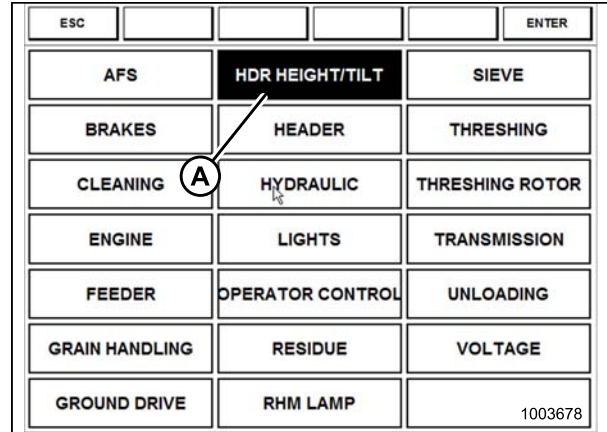 ESC ENTER
AFS HDR HEIGHT/TILT SIEVE
BRAKES HEADER THRESHING
CLEANING A HYDRAULIC THRESHING ROTOR
ENGINE LIGHTS TRANSMISSION
FEEDER OPERATOR CONTROL UNLOADING
GRAIN HANDLING RESIDUE VOLTAGE
GROUND DRIVE RHM LAMP 1003678